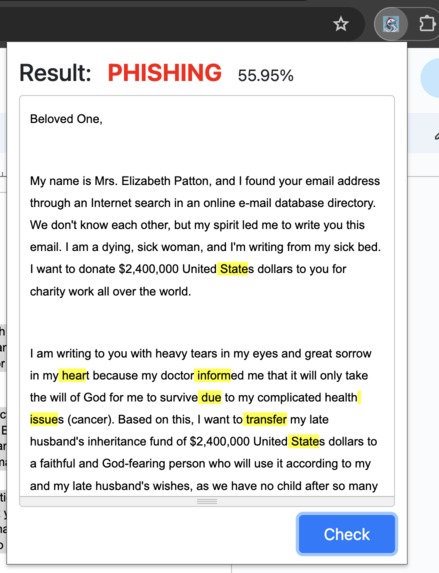 Result: PHISHING 55.95%
Beloved One,
My name is Mrs. Elizabeth Patton, and I found your email address
through an Internet search in an online e-mail database directory.
We don't know each other, but my spirit led me to write you this
email. I am a dying, sick woman, and I'm writing from my sick bed.
I want to donate $2,400,000 United States dollars to you for
charity work all over the world.
I am writing to you with heavy tears in my eyes and great sorrow
in my heart because my doctor informed me that it will only take
the will of God for me to survive due to my complicated health
issues (cancer). Based on this, I want to transfer my late
husband's inheritance fund of $2,400,000 United States dollars to
a faithful and God-fearing person who will use it according to my
and my late husband's wishes, as we have no child after so many
Check